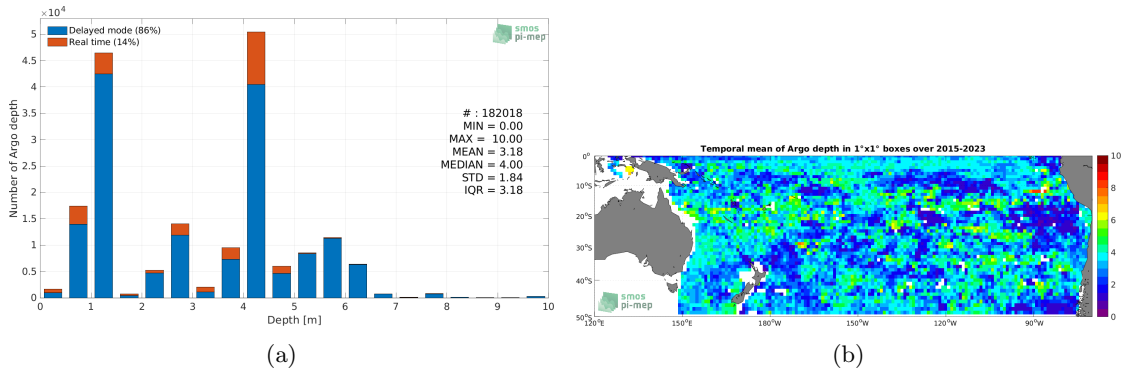 ×10⁴
5
4.5
4
3.5
3
2.5
2
1.5
1
0.5
0
Number of Argo depth
Delayed mode (86%)
Real time (14%)
smos
pi-mep
# : 182018
MIN = 0.00
MAX = 10.00
MEAN = 3.18
MEDIAN = 4.00
STD = 1.84
IQR = 3.18
0 1 2 3 4 5 6 7 8 9 10
Depth [m]
(a)
Temporal mean of Argo depth in 1°x1° boxes over 2015-2023
0°
10°S
20°S
30°S
40°S
50°S
smos
pi-mep
120°E 150°E 180°W 150°W 120°W 90°W
10
8
6
4
2
0
(b)